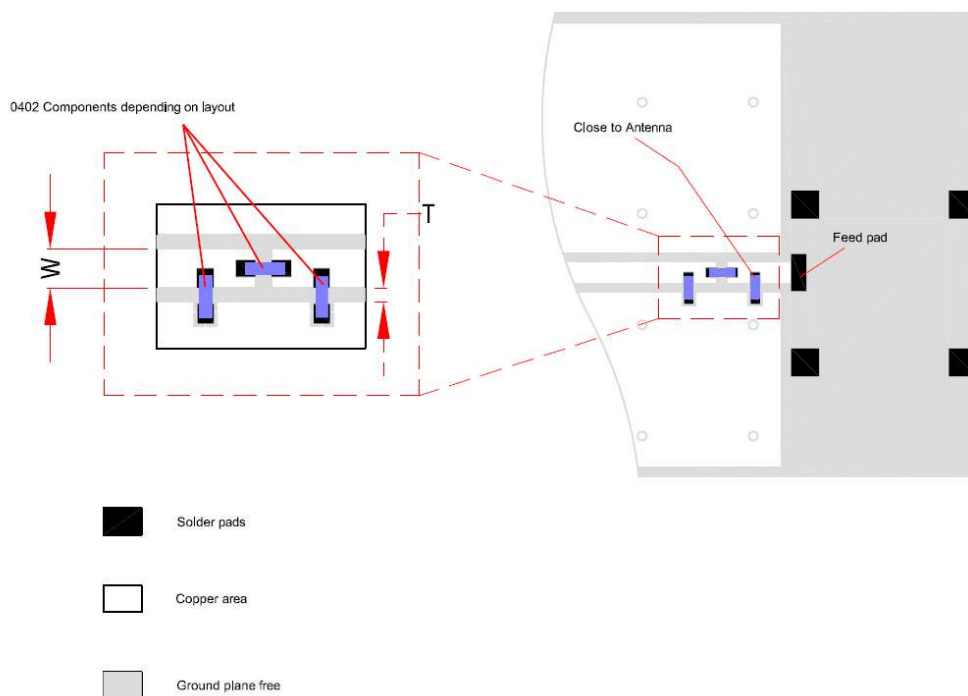 0402 Components depending on layout
Close to Antenna
T
W
Feed pad
Solder pads
Copper area
Ground plane free